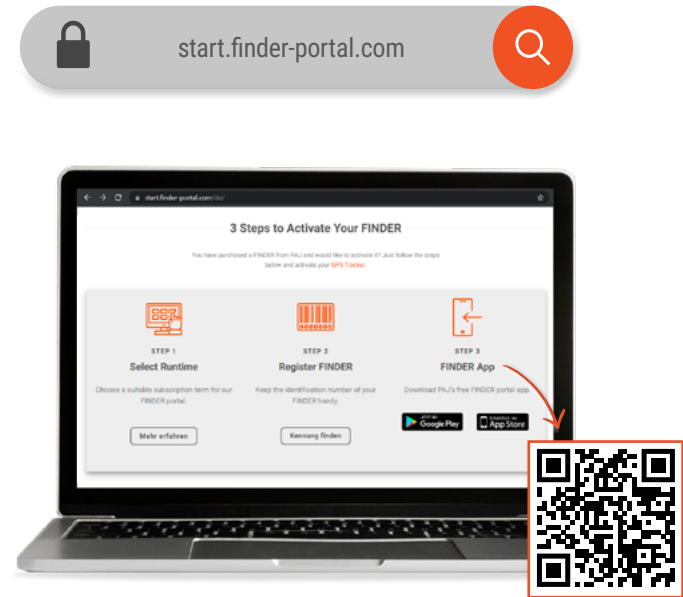 start.finder-portal.com
start.finder-portal.com/de/
3 Steps to Activate Your FINDER
You have purchased a FINDER from PAJ and would like to activate it? Just follow the steps
below and activate your GPS Tracker.
STEP 1
Select Runtime
Choose a suitable subscription term for our
FINDER portal.
Mehr erfahren
STEP 2
Register FINDER
Keep the identification number of your
FINDER handy.
Kennung finden
STEP 3
FINDER App
Download PAJ's free FINDER portal app.
JETZT BEI
Google Play
App Store